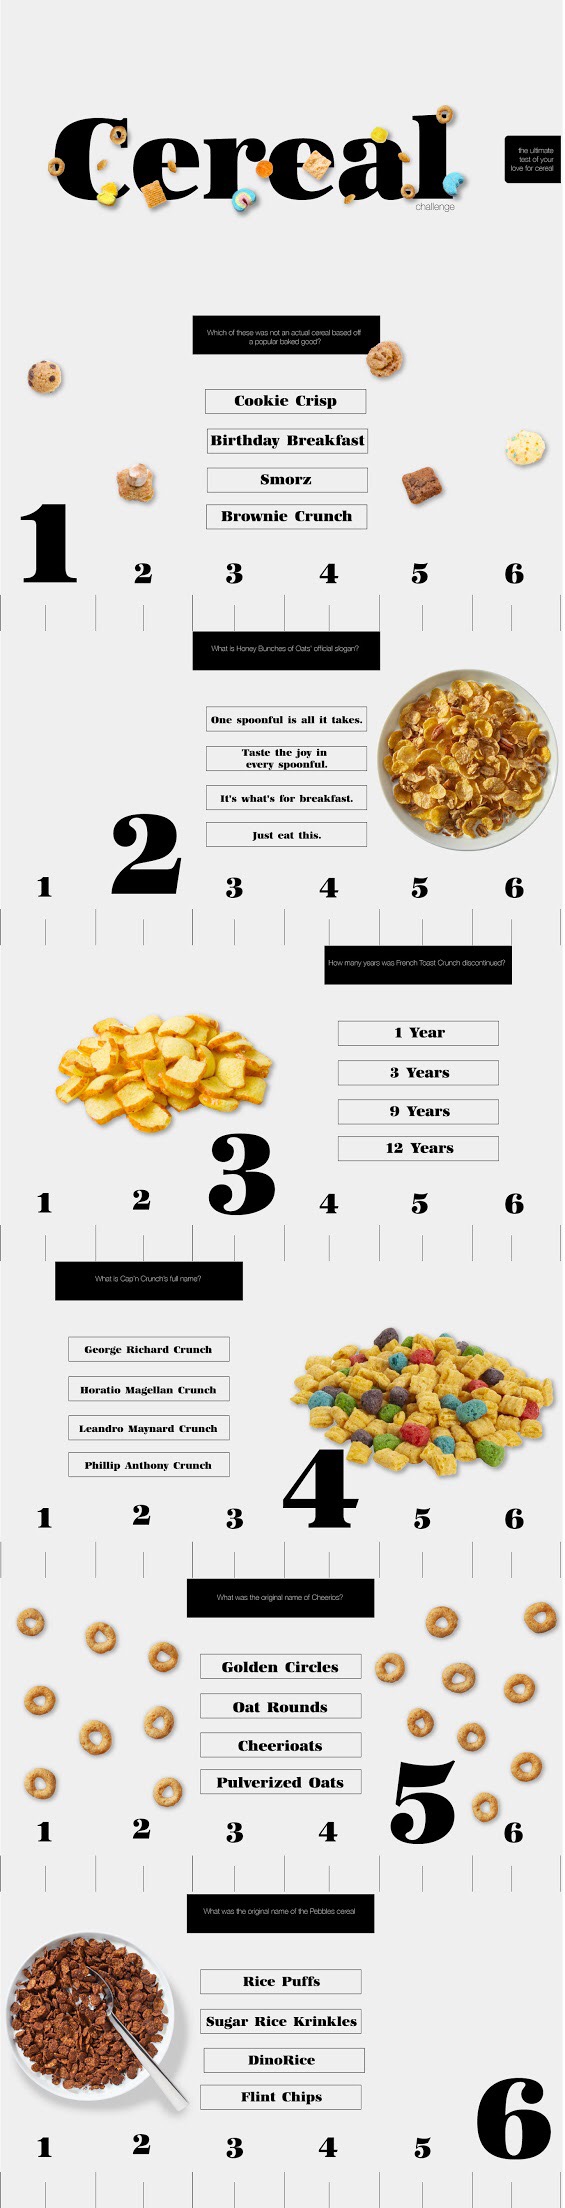 Cereal
challenge
the ultimate
test of your
love for cereal
Which of these was not an actual cereal based off
a popular baked good?
Cookie Crisp
Birthday Breakfast
Smorz
Brownie Crunch
1 2 3 4 5 6
What is Honey Bunches of Oats' official slogan?
One spoonful is all it takes.
Taste the joy in
every spoonful.
It's what's for breakfast.
Just eat this.
1 2 3 4 5 6
How many years was French Toast Crunch discontinued?
1 Year
3 Years
9 Years
12 Years
1 2 3 4 5 6
What is Cap'n Crunch's full name?
George Richard Crunch
Horatio Magellan Crunch
Leandro Maynard Crunch
Phillip Anthony Crunch
1 2 3 4 5 6
What was the original name of Cheerios?
Golden Circles
Oat Rounds
Cheerioats
Pulverized Oats
1 2 3 4 5 6
What was the original name of the Pebbles cereal
Rice Puffs
Sugar Rice Krinkles
DinoRice
Flint Chips
1 2 3 4 5 6